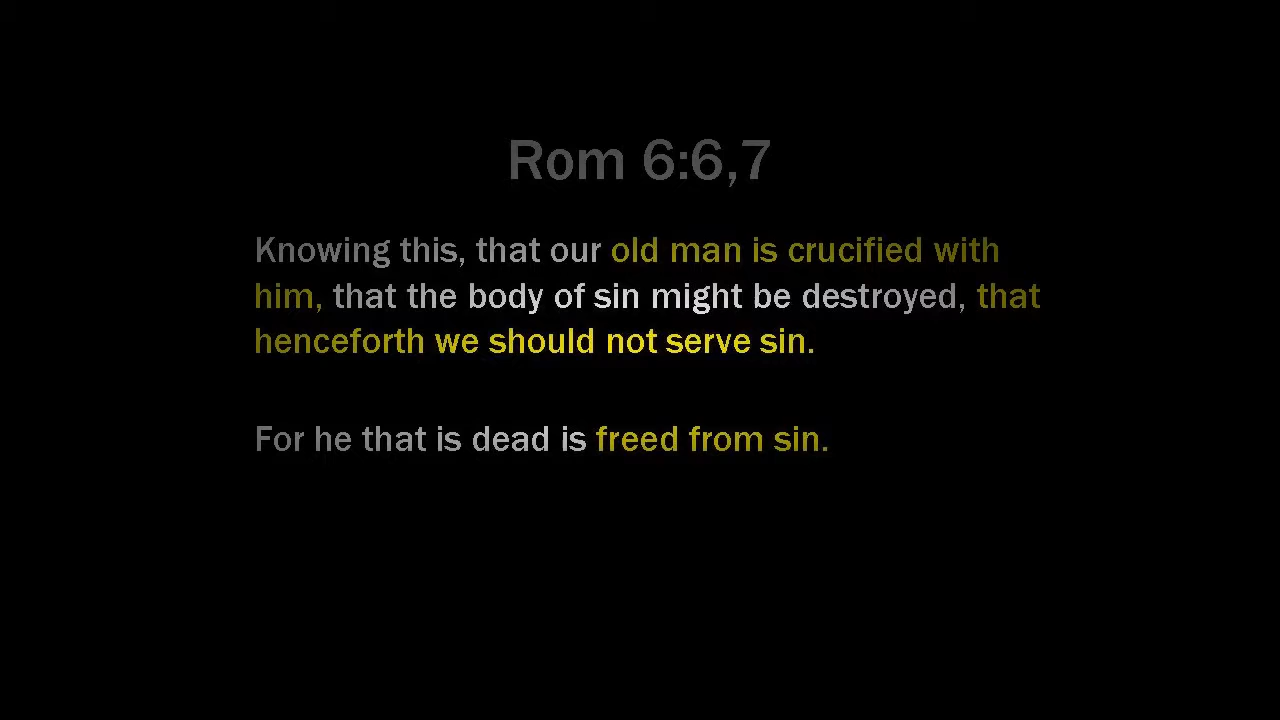 Rom 6:6,7
Knowing this, that our old man is crucified with
him, that the body of sin might be destroyed, that
henceforth we should not serve sin.
For he that is dead is freed from sin.